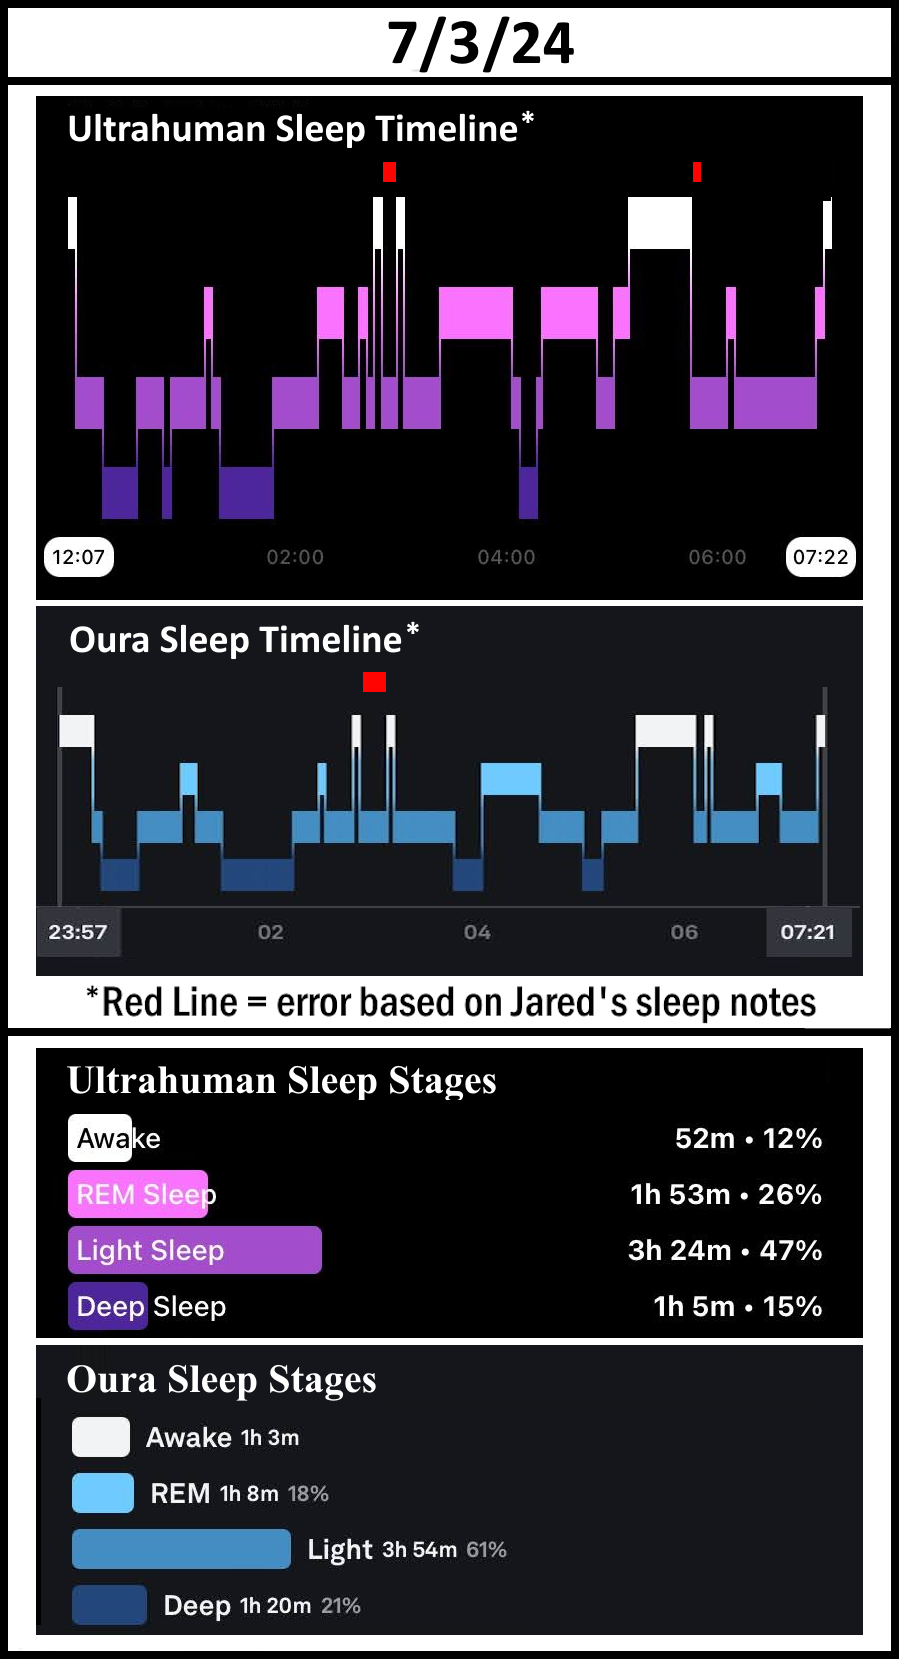 7/3/24
Ultrahuman Sleep Timeline*
12:07 02:00 04:00 06:00 07:22
Oura Sleep Timeline*
23:57 02 04 06 07:21
*Red Line = error based on Jared's sleep notes
Ultrahuman Sleep Stages
Awake 52m • 12%
REM Sleep 1h 53m • 26%
Light Sleep 3h 24m • 47%
Deep Sleep 1h 5m • 15%
Oura Sleep Stages
Awake 1h 3m
REM 1h 8m 18%
Light 3h 54m 61%
Deep 1h 20m 21%